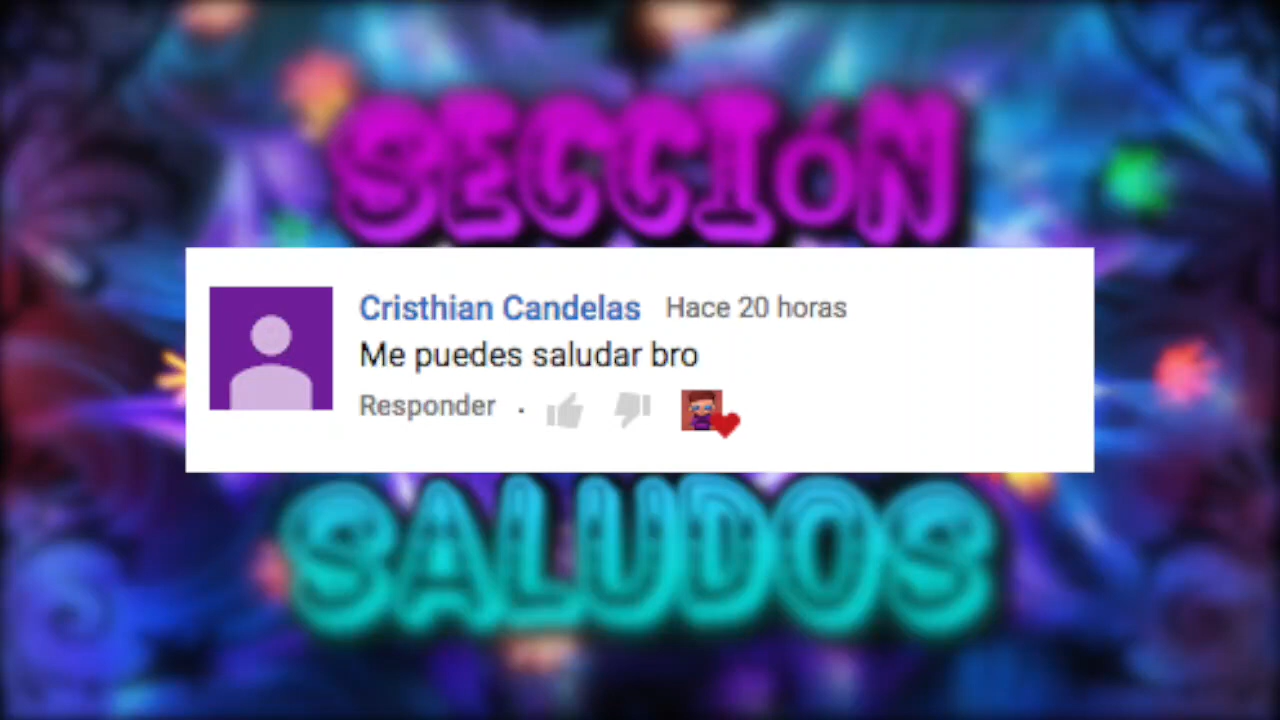 SECCIóN
Cristhian Candelas Hace 20 horas
Me puedes saludar bro
Responder .
SALUDOS